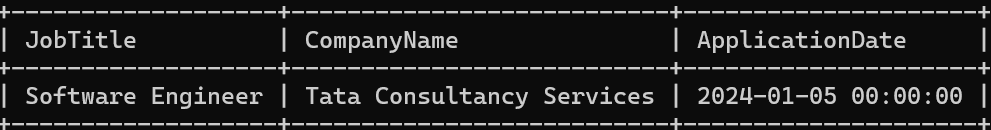 | JobTitle | CompanyName | ApplicationDate |
| Software Engineer | Tata Consultancy Services | 2024-01-05 00:00:00 |